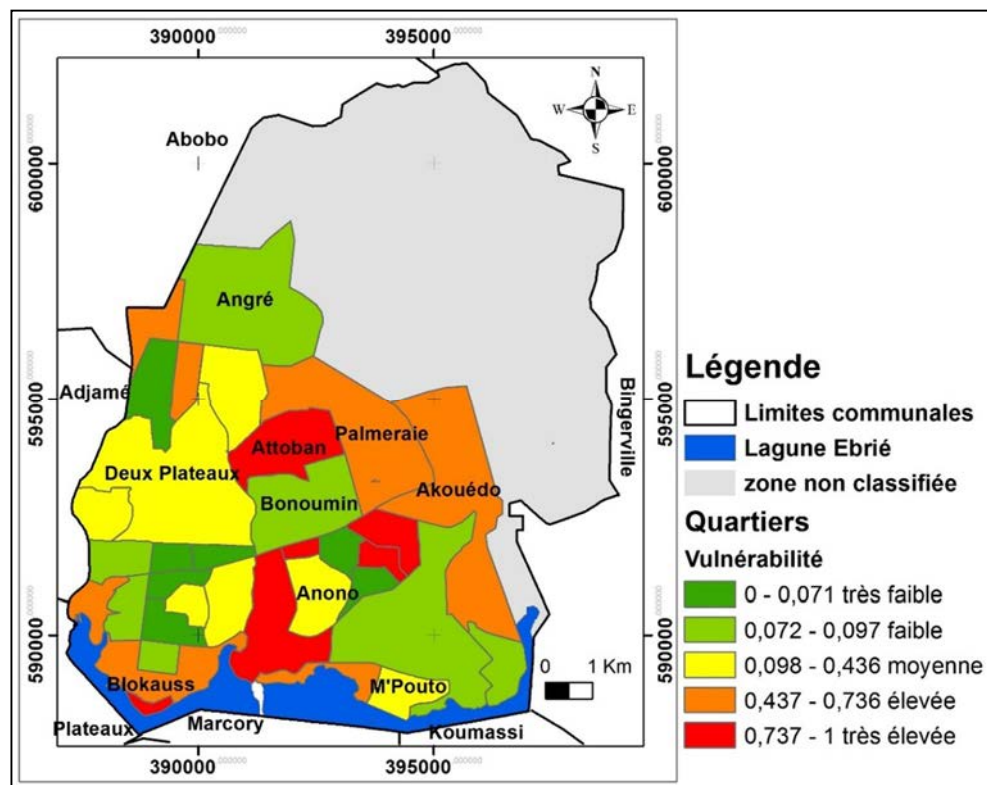 390000 395000
N
W E
S
Abobo
600000 600000
Angré
Adjamé
595000 595000
Bingerville
Attoban Palmeraie
Deux Plateaux
Akouédo
Bonoumin
Anono
590000 590000
0 1 Km
M'Pouto
Blokauss
Plateaux Marcory Koumassi
390000 395000
Légende
Limites communales
Lagune Ebrié
zone non classifiée
Quartiers
Vulnérabilité
0 - 0,071 très faible
0,072 - 0,097 faible
0,098 - 0,436 moyenne
0,437 - 0,736 élevée
0,737 - 1 très élevée